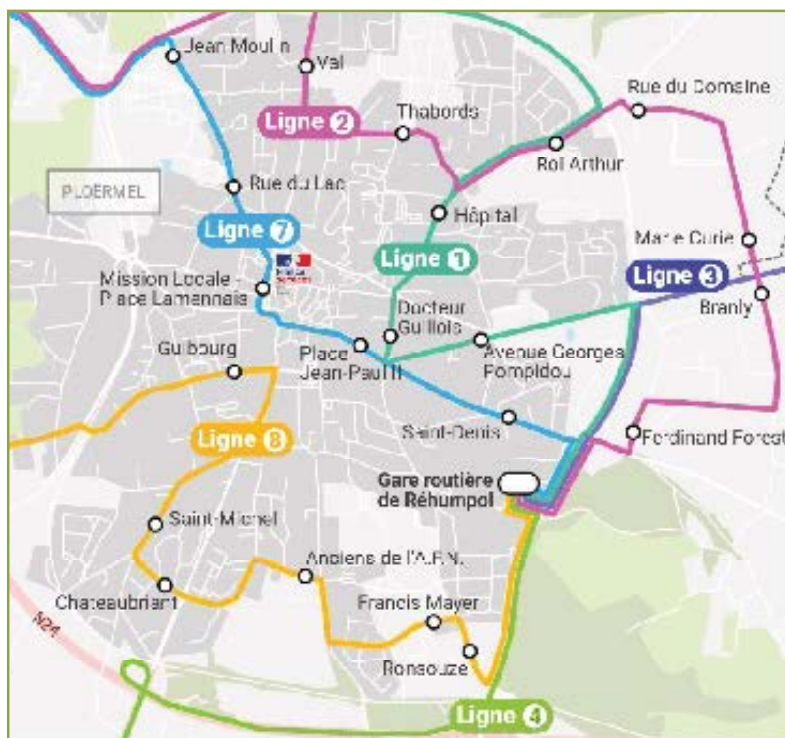 Jean Moulin
Val
Rue du Domaine
Thabords
Ligne 2
Roi Arthur
PLOËRMEL
Rue du Lac
Hôpital
Ligne 7
Marie Curie
Ligne 1
Ligne 3
Mission Locale -
Place Lamennais
Branly
Docteur
Guillois
Guibourg
Place
Jean-Paul II
Avenue Georges
Pompidou
Saint-Denis
Ligne 8
Ferdinand Forest
Gare routière
de Réhumpol
Saint-Michel
Anciens de l'A.F.N.
Chateaubriant
Francis Mayer
N24
Ronsouze
Ligne 4